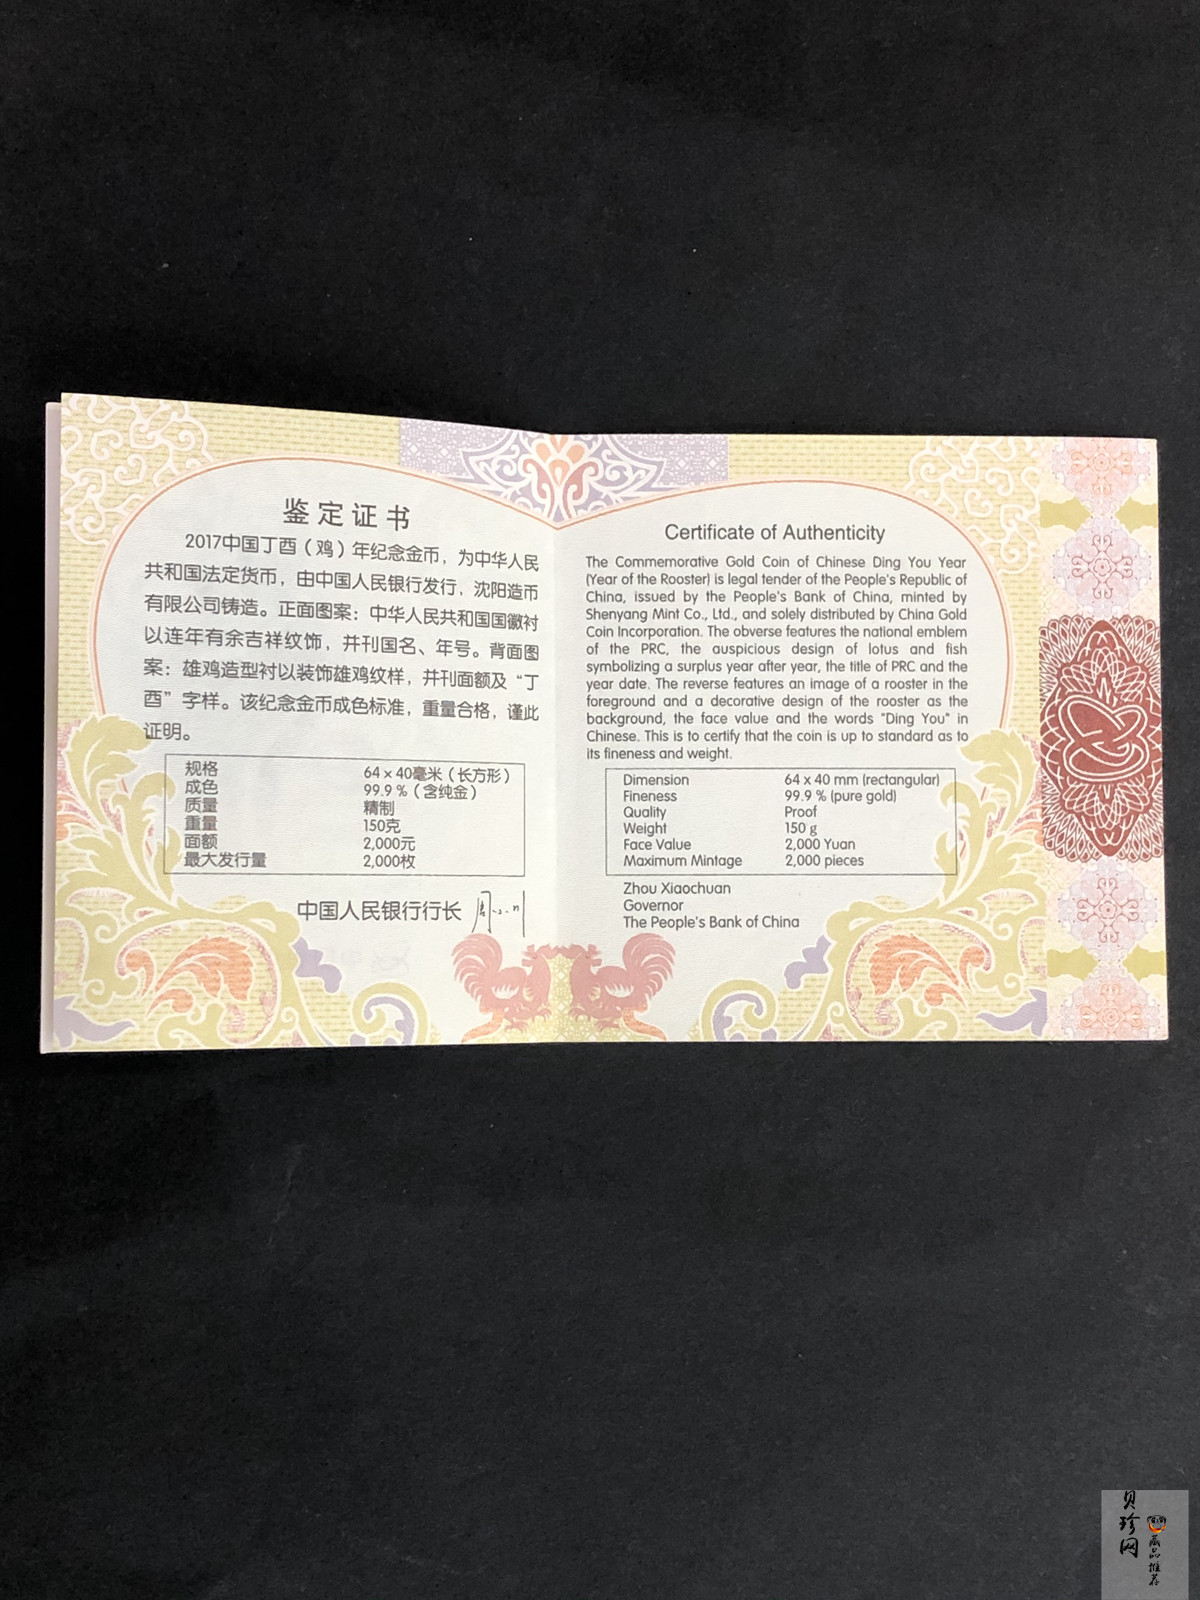 鉴定证书
2017中国丁酉（鸡）年纪念金币，为中华人民
共和国法定货币，由中国人民银行发行，沈阳造币
有限公司铸造。正面图案：中华人民共和国国徽衬
以连年有余吉祥纹饰，并刊国名、年号。背面图
案：雄鸡造型衬以装饰雄鸡纹样，并刊面额及“丁
酉”字样。该纪念金币成色标准，重量合格，谨此
证明。
规格 64 x 40毫米（长方形）
成色 99.9 %（含纯金）
质量 精制
重量 150克
面额 2,000元
最大发行量 2,000枚
中国人民银行行长
Certificate of Authenticity
The Commemorative Gold Coin of Chinese Ding You Year
(Year of the Rooster) is legal tender of the People's Republic of
China, issued by the People's Bank of China, minted by
Shenyang Mint Co., Ltd., and solely distributed by China Gold
Coin Incorporation. The obverse features the national emblem
of the PRC, the auspicious design of lotus and fish
symbolizing a surplus year after year, the title of PRC and the
year date. The reverse features an image of a rooster in the
foreground and a decorative design of the rooster as the
background, the face value and the words "Ding You" in
Chinese. This is to certify that the coin is up to standard as to
its fineness and weight.
Dimension 64 x 40 mm (rectangular)
Fineness 99.9 % (pure gold)
Quality Proof
Weight 150 g
Face Value 2,000 Yuan
Maximum Mintage 2,000 pieces
Zhou Xiaochuan
Governor
The People's Bank of China
贝珍网
藏品推荐